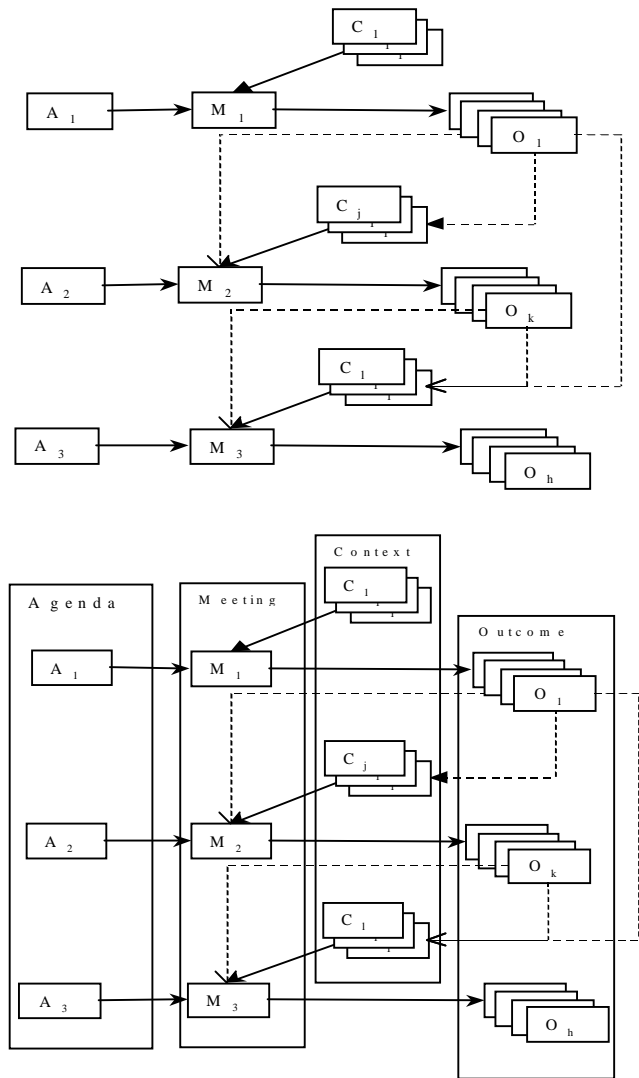 C 1
A 1
M 1
O 1
C j
A 2
M 2
O k
C 1
A 3
M 3
O h
Context
Agenda
Meeting
C 1
Outcome
A 1
M 1
O 1
C j
A 2
M 2
O k
C 1
A 3
M 3
O h